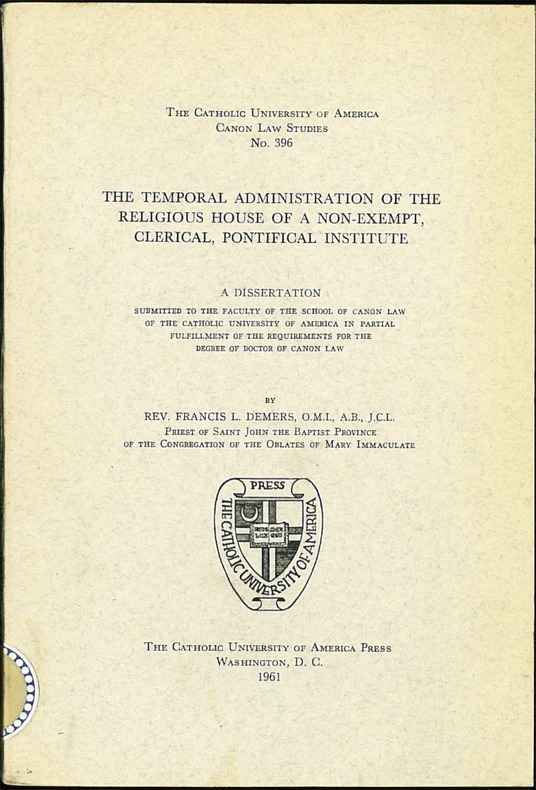 The Catholic University of America
Canon Law Studies
No. 396
THE TEMPORAL ADMINISTRATION OF THE
RELIGIOUS HOUSE OF A NON-EXEMPT,
CLERICAL, PONTIFICAL INSTITUTE
A DISSERTATION
SUBMITTED TO THE FACULTY OF THE SCHOOL OF CANON LAW
OF THE CATHOLIC UNIVERSITY OF AMERICA IN PARTIAL
FULFILLMENT OF THE REQUIREMENTS FOR THE
DEGREE OF DOCTOR OF CANON LAW
BY
REV. FRANCIS L. DEMERS, O.M.I., A.B., J.C.L.
Priest of Saint John the Baptist Province
of the Congregation of the Oblates of Mary Immaculate
PRESS
THE CATHOLIC UNIVERSITY OF AMERICA
The Catholic University of America Press
Washington, D. C.
1961